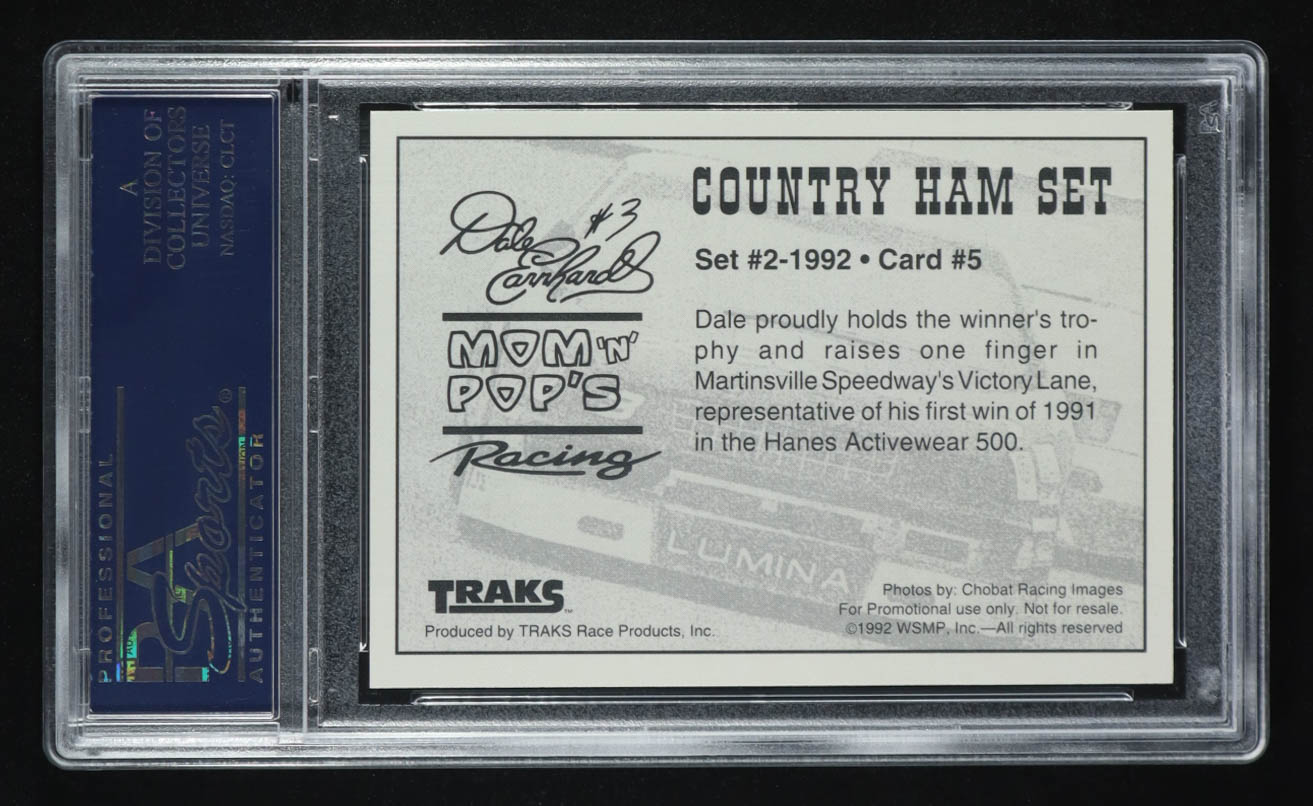 A
DIVISION OF
COLLECTORS
UNIVERSE
NASDAQ: CLCT
PROFESSIONAL
PSA
Sports®
AUTHENTICATOR
Dale #3
Earnhardt
MOM 'N'
POP'S
Racing
COUNTRY HAM SET
Set #2-1992 • Card #5
Dale proudly holds the winner's tro-
phy and raises one finger in
Martinsville Speedway's Victory Lane,
representative of his first win of 1991
in the Hanes Activewear 500.
LUMINA
TRAKS™
Produced by TRAKS Race Products, Inc.
Photos by: Chobat Racing Images
For Promotional use only. Not for resale.
©1992 WSMP, Inc.—All rights reserved